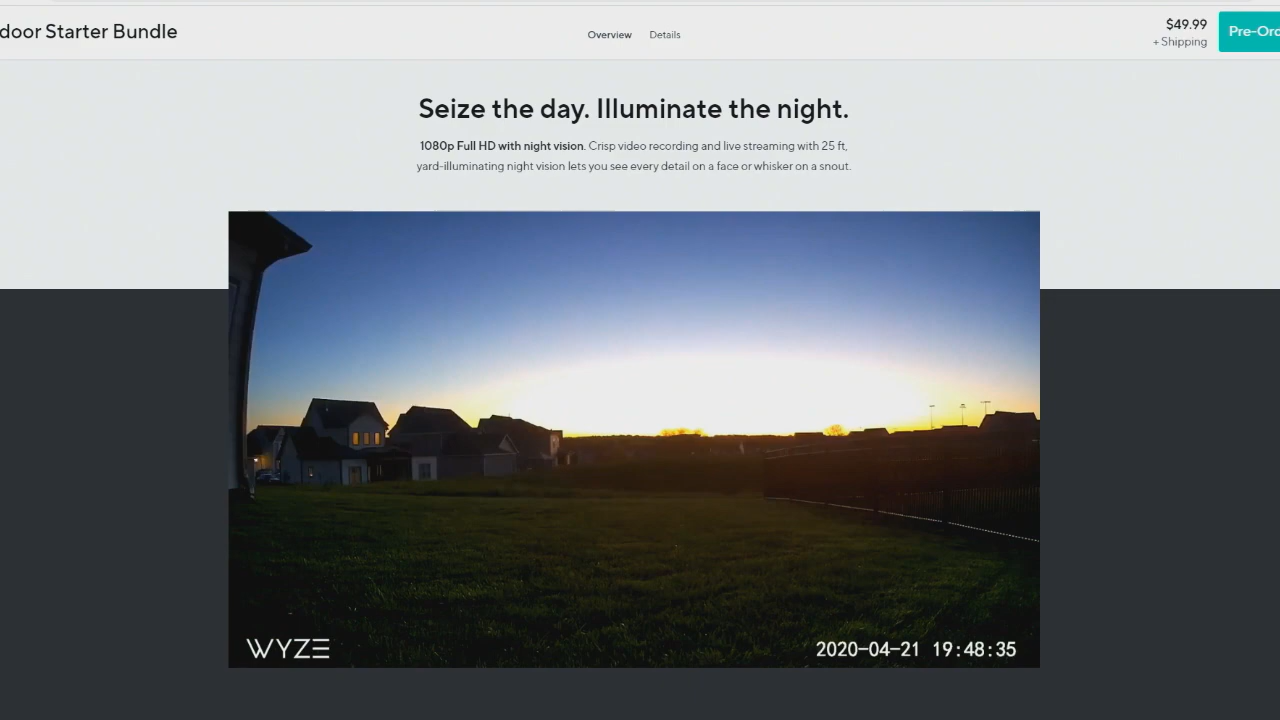 door Starter Bundle
Overview
Details
$49.99
+ Shipping
Pre-Orc
Seize the day. Illuminate the night.
1080p Full HD with night vision. Crisp video recording and live streaming with 25 ft,
yard-illuminating night vision lets you see every detail on a face or whisker on a snout.
WYZE
2020-04-21 19:48:35